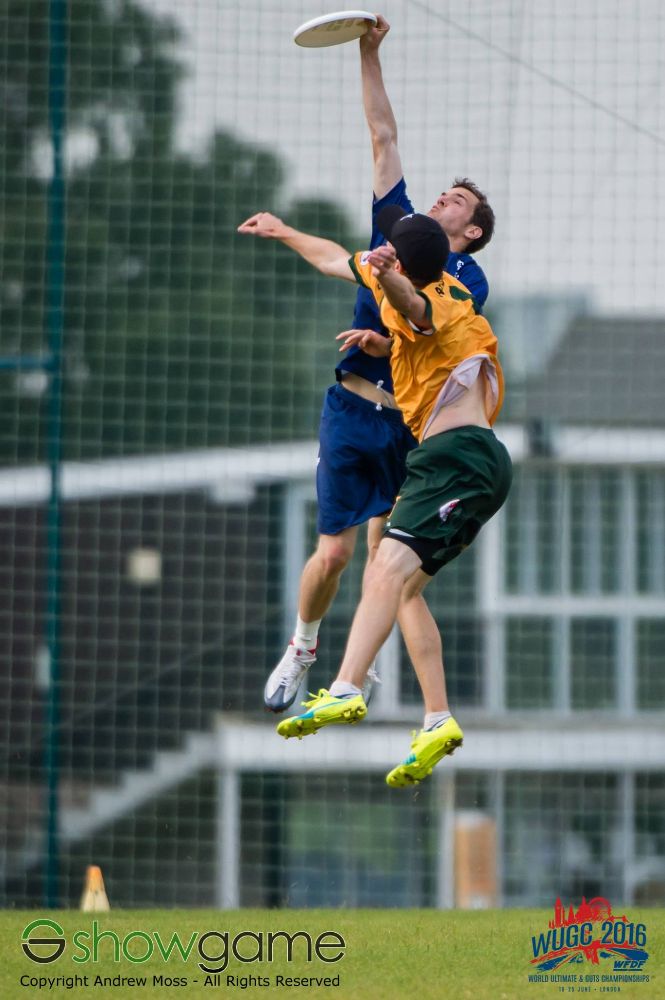 showgame
Copyright Andrew Moss - All Rights Reserved
WUGC 2016
WFDF
WORLD ULTIMATE & GUTS CHAMPIONSHIPS
18-25 JUNE • LONDON